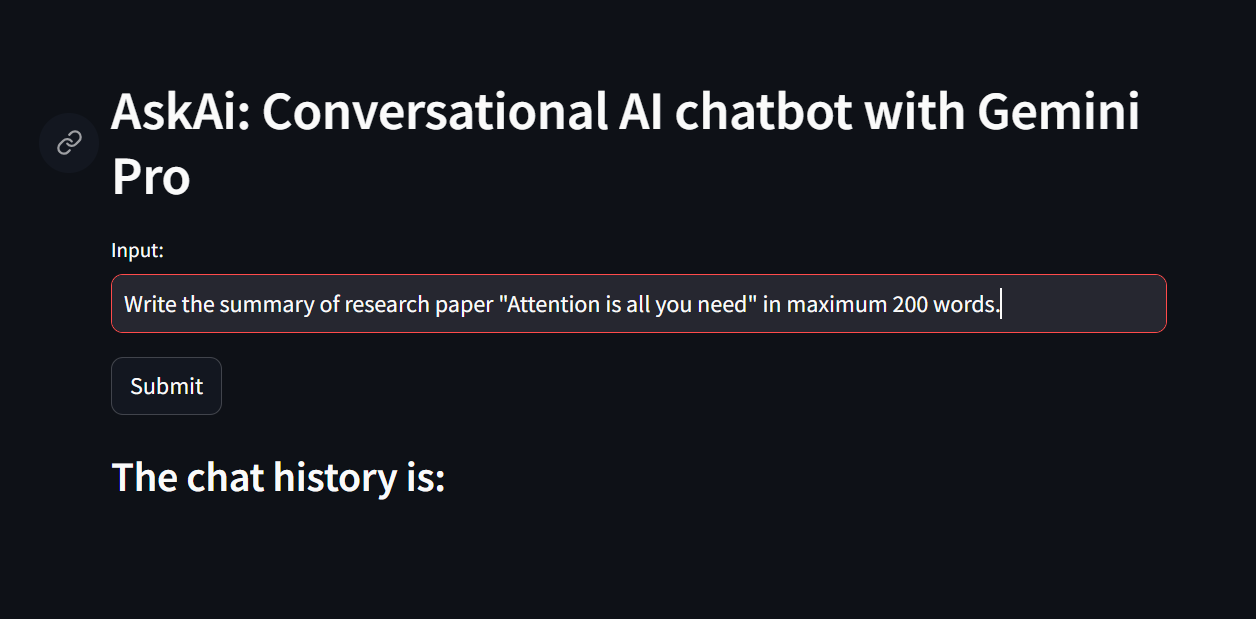 AskAi: Conversational AI chatbot with Gemini
Pro
Input:
Write the summary of research paper "Attention is all you need" in maximum 200 words.
Submit
The chat history is: